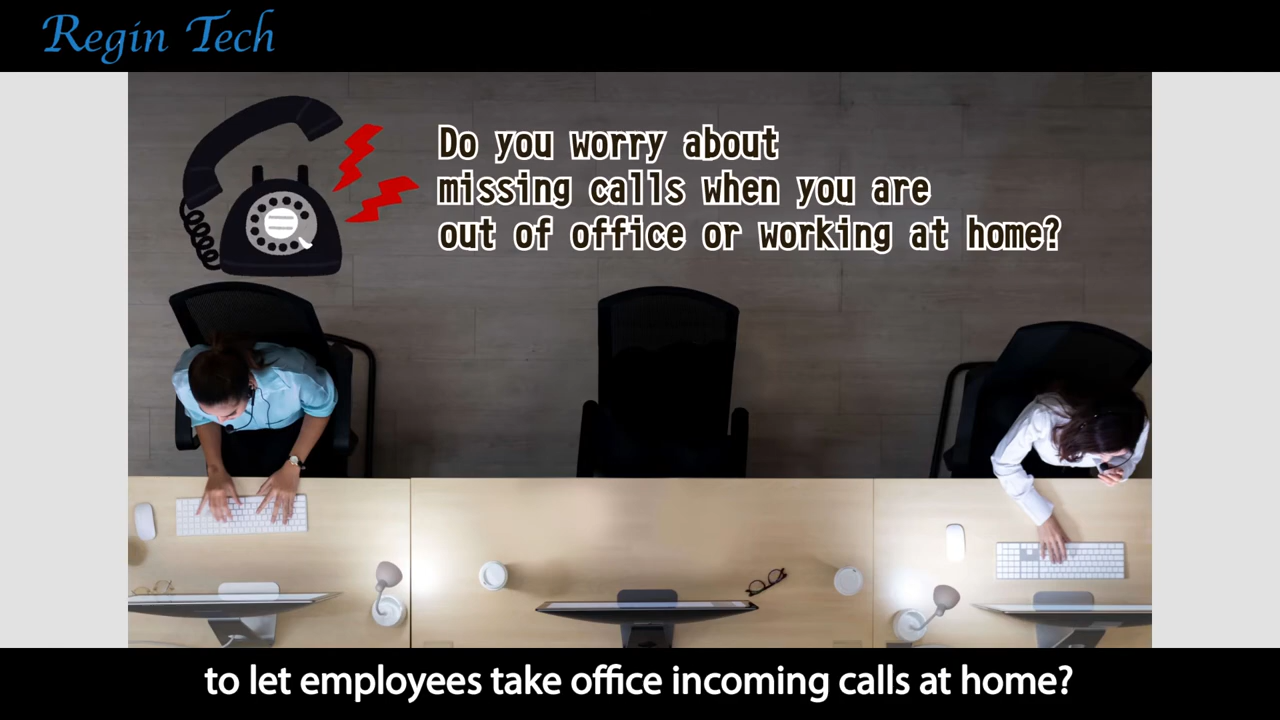 Regin Tech
Do you worry about
missing calls when you are
out of office or working at home?
to let employees take office incoming calls at home?